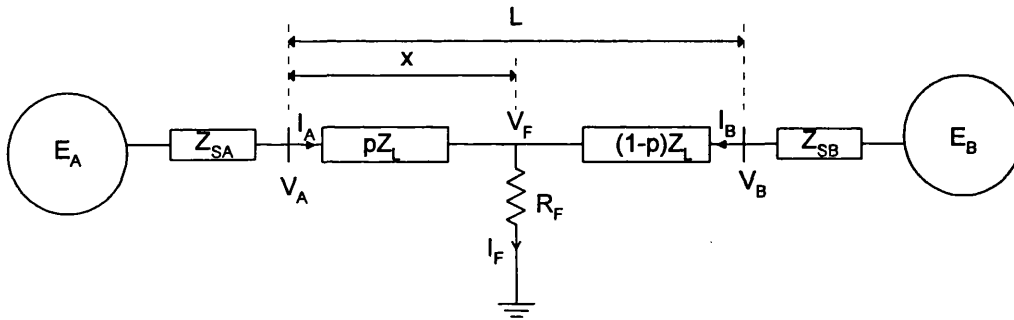 L
x
E_A
Z_SA
I_A
pZ_L
V_F
(1-p)Z_L
I_B
Z_SB
E_B
V_A
V_B
R_F
I_F